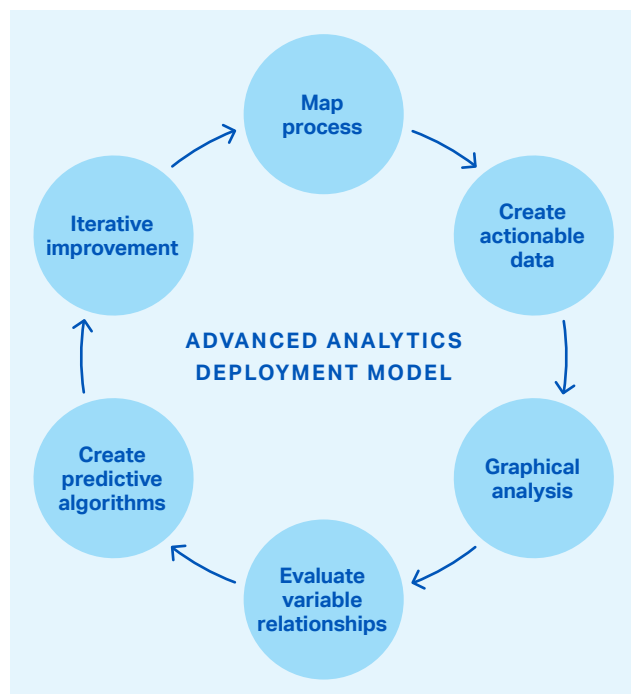 Map
process
Create
actionable
data
Graphical
analysis
Evaluate
variable
relationships
Create
predictive
algorithms
Iterative
improvement
ADVANCED ANALYTICS
DEPLOYMENT MODEL